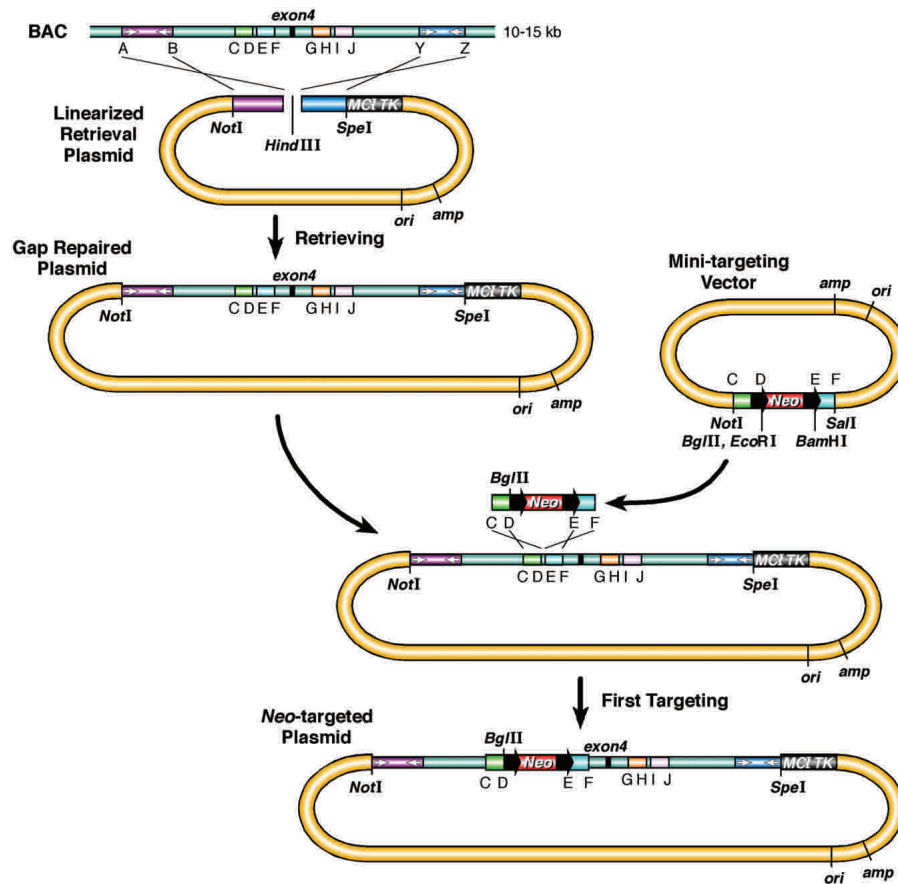 exon4
BAC
10-15 kb
A B C D E F G H I J Y Z
Linearized
Retrieval
Plasmid
MC1 TK
NotI
SpeI
HindIII
ori
amp
Retrieving
Gap Repaired
Plasmid
exon4
MC1 TK
NotI
C D E F G H I J
SpeI
ori
amp
Mini-targeting
Vector
amp
ori
C D E F
Neo
NotI
SalI
BglII, EcoRI
BamHI
BglII
Neo
C D E F
MC1 TK
NotI
C D E F G H I J
SpeI
ori
amp
First Targeting
Neo-targeted
Plasmid
BglII
exon4
Neo
MC1 TK
NotI
C D E F G H I J
SpeI
ori
amp